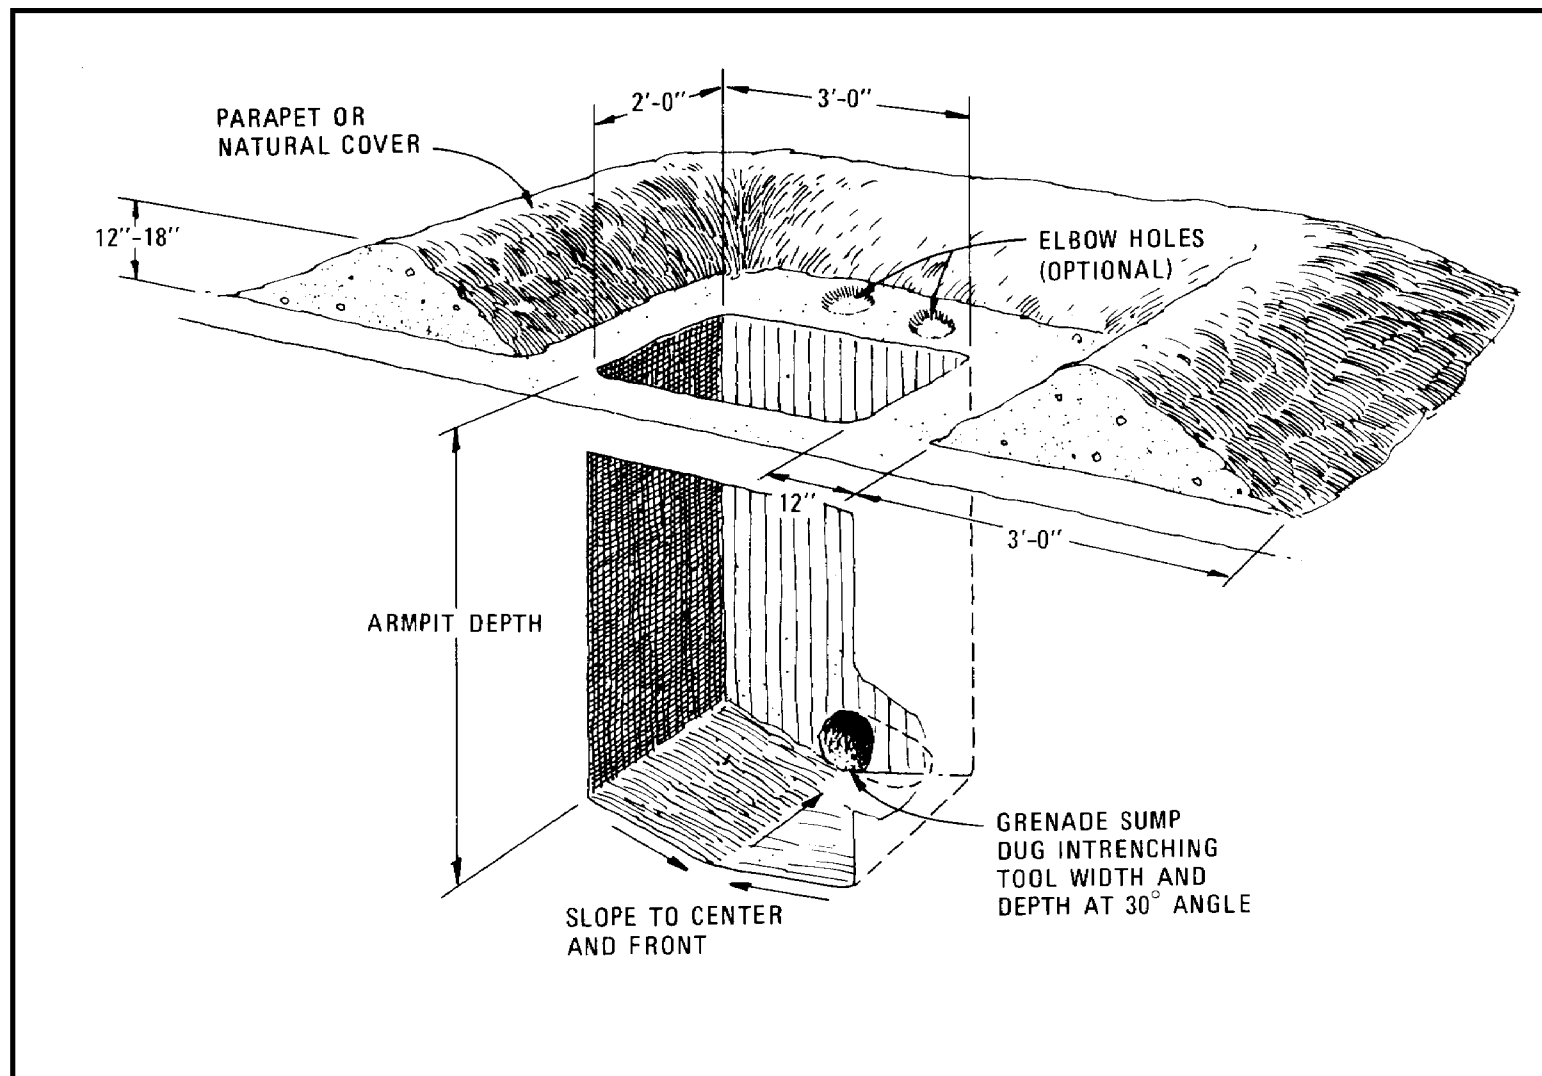 2'-0"
3'-0"
PARAPET OR
NATURAL COVER
12"-18"
ELBOW HOLES
(OPTIONAL)
12"
3'-0"
ARMPIT DEPTH
GRENADE SUMP
DUG INTRENCHING
TOOL WIDTH AND
DEPTH AT 30° ANGLE
SLOPE TO CENTER
AND FRONT